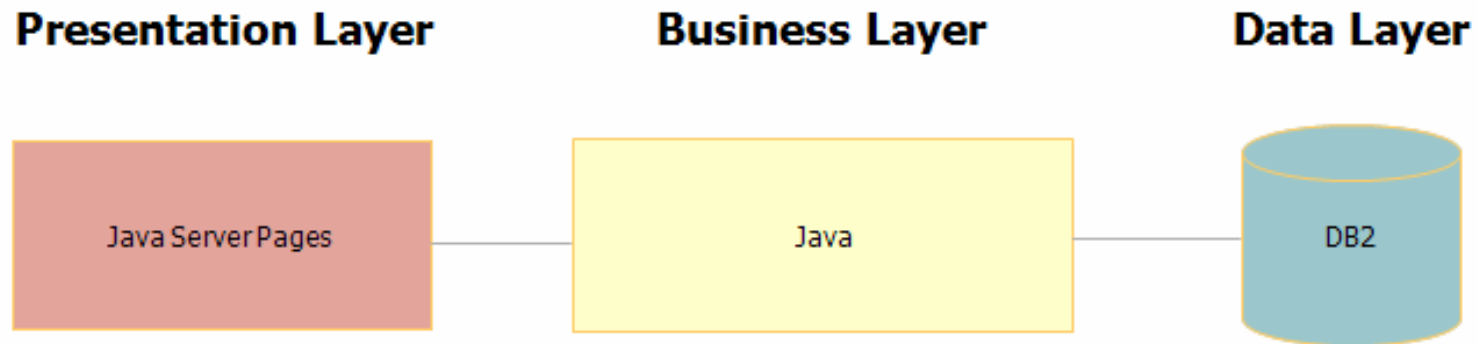 Presentation Layer
Business Layer
Data Layer
Java Server Pages
Java
DB2